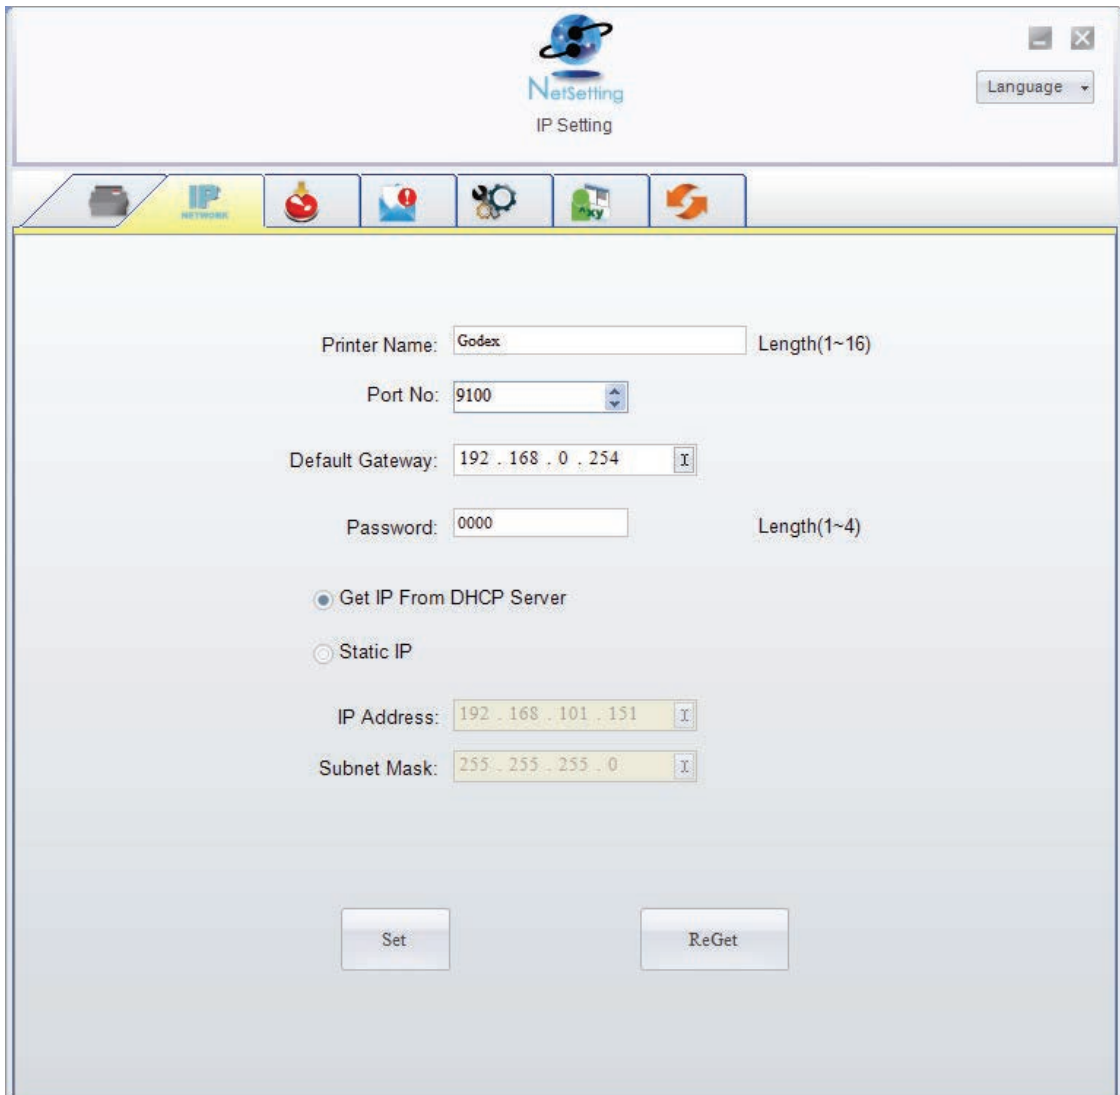 NetSetting
IP Setting
Language
IP
NETWORK
^xy
Printer Name: Godex Length(1~16)
Port No: 9100
Default Gateway: 192 . 168 . 0 . 254
Password: 0000 Length(1~4)
Get IP From DHCP Server
Static IP
IP Address: 192 . 168 . 101 . 151
Subnet Mask: 255 . 255 . 255 . 0
Set ReGet